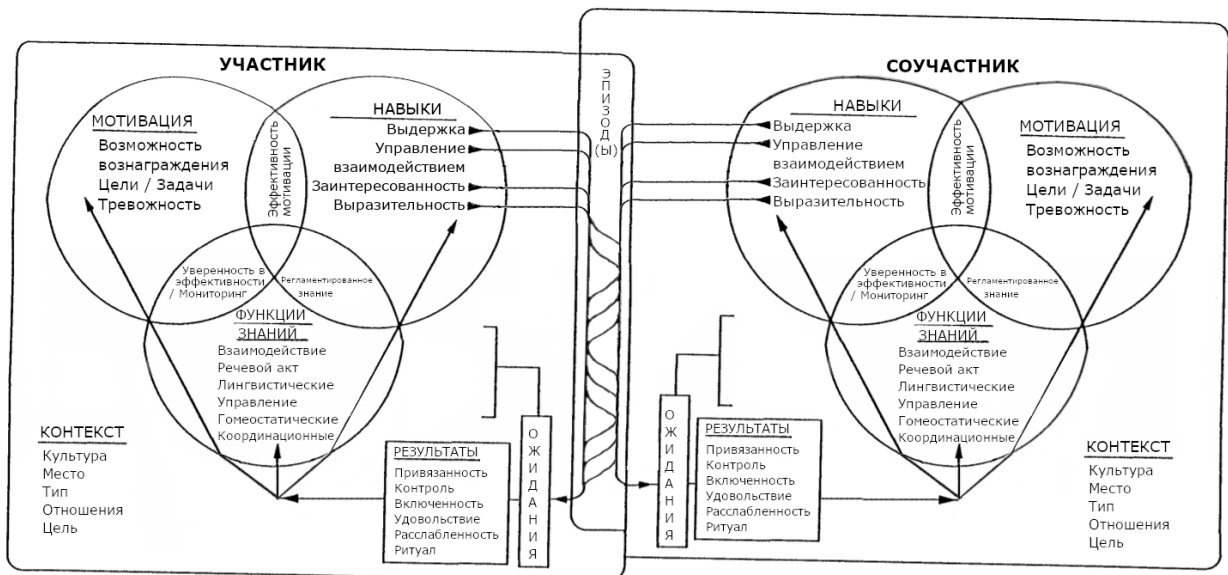 УЧАСТНИК
МОТИВАЦИЯ
Возможность
вознаграждения
Цели / Задачи
Тревожность
Эффективность
мотивации
НАВЫКИ
Выдержка
Управление
взаимодействием
Заинтересованность
Выразительность
Уверенность в
эффективности
/ Мониторинг
Регламентированное
знание
ФУНКЦИИ
ЗНАНИЙ
Взаимодействие
Речевой акт
Лингвистические
Управление
Гомеостатические
Координационные
КОНТЕКСТ
Культура
Место
Тип
Отношения
Цель
РЕЗУЛЬТАТЫ
Привязанность
Контроль
Включенность
Удовольствие
Расслабленность
Ритуал
ОЖИДАНИЯ
ЭПИЗОД
(Ы)
СОУЧАСТНИК
НАВЫКИ
Выдержка
Управление
взаимодействием
Заинтересованность
Выразительность
Эффективность
мотивации
МОТИВАЦИЯ
Возможность
вознаграждения
Цели / Задачи
Тревожность
Уверенность в
эффективности
/ Мониторинг
Регламентированное
знание
ФУНКЦИИ
ЗНАНИЙ
Взаимодействие
Речевой акт
Лингвистические
Управление
Гомеостатические
Координационные
ОЖИДАНИЯ
РЕЗУЛЬТАТЫ
Привязанность
Контроль
Включенность
Удовольствие
Расслабленность
Ритуал
КОНТЕКСТ
Культура
Место
Тип
Отношения
Цель